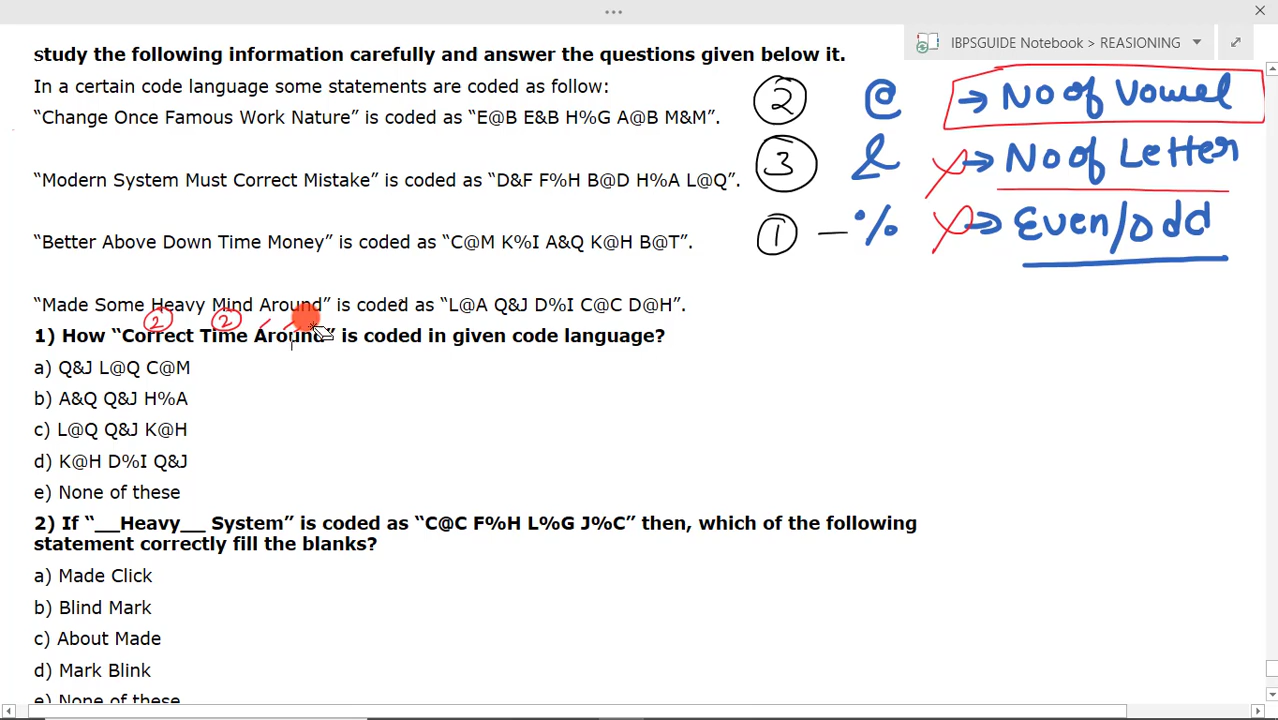 IBPSGUIDE Notebook > REASIONING
study the following information carefully and answer the questions given below it.
In a certain code language some statements are coded as follow:
“Change Once Famous Work Nature” is coded as “E@B E&B H%G A@B M&M”.
“Modern System Must Correct Mistake” is coded as “D&F F%H B@D H%A L@Q”.
“Better Above Down Time Money” is coded as “C@M K%I A&Q K@H B@T”.
“Made Some Heavy Mind Around” is coded as “L@A Q&J D%I C@C D@H”.
2 @ → No of Vowel
3 & → No of Letter
1 – % → Even/Odd
2 2
1) How “Correct Time Around” is coded in given code language?
a) Q&J L@Q C@M
b) A&Q Q&J H%A
c) L@Q Q&J K@H
d) K@H D%I Q&J
e) None of these
2) If “__Heavy__ System” is coded as “C@C F%H L%G J%C” then, which of the following
statement correctly fill the blanks?
a) Made Click
b) Blind Mark
c) About Made
d) Mark Blink
e) None of these